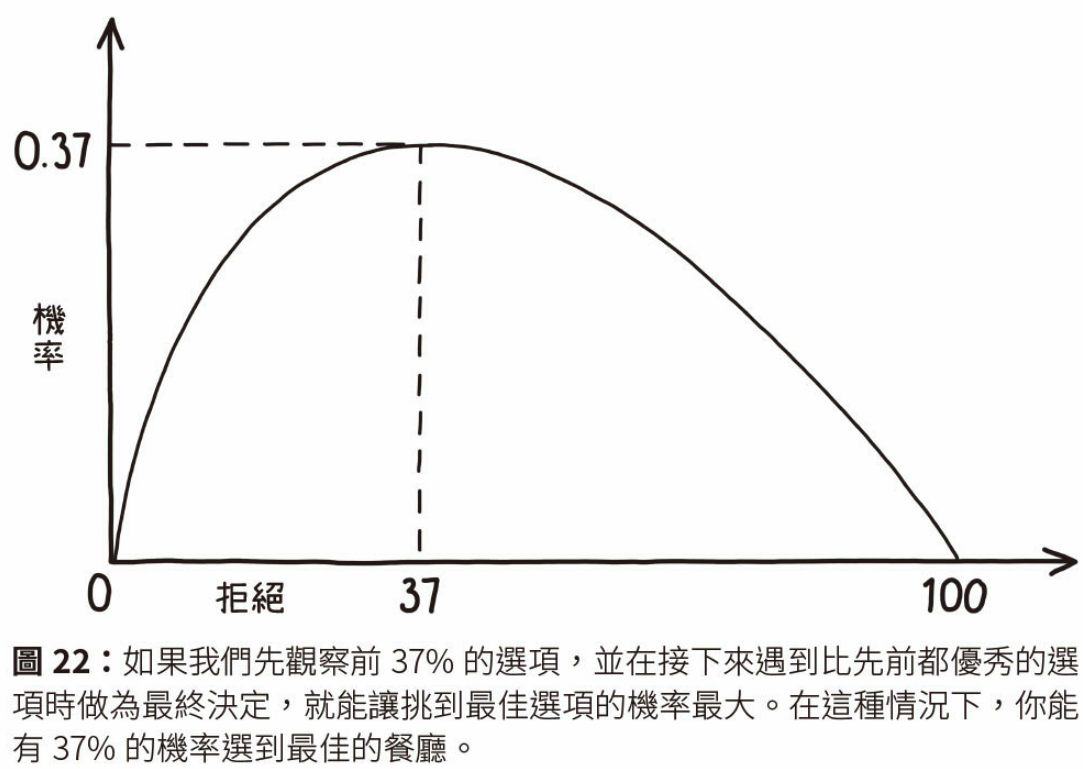 0.37
機率
0
拒絕
37
100
圖 22：如果我們先觀察前 37% 的選項，並在接下來遇到比先前都優秀的選
項時做為最終決定，就能讓挑到最佳選項的機率最大。在這種情況下，你能
有 37% 的機率選到最佳的餐廳。